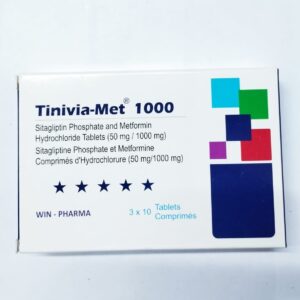 Tinivia-Met® 1000
Sitagliptin Phosphate and Metformin
Hydrochloride Tablets (50 mg / 1000 mg)
Sitagliptine Phosphate et Metformine
Comprimés d'Hydrochlorure (50 mg/1000 mg)
WIN - PHARMA
3 x 10 Tablets
Comprimés